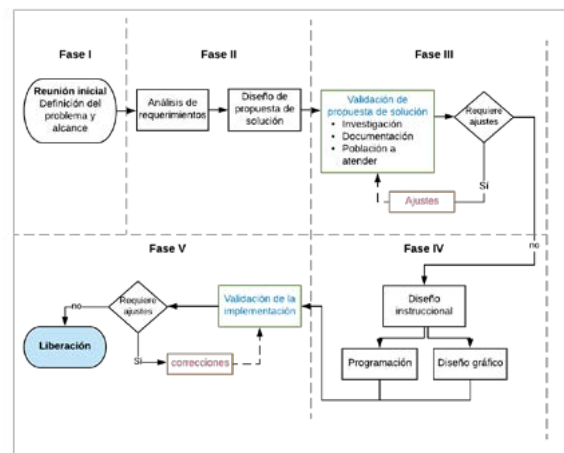 Fase I
Fase II
Fase III
Reunión inicial
Definición del
problema y
alcance
Análisis de
requerimientos
Diseño de
propuesta de
solución
Validación de
propuesta de solución
• Investigación
• Documentación
• Población a
atender
Requiere
ajustes
Sí
Ajustes
no
Fase V
Fase IV
Diseño
instruccional
Programación
Diseño gráfico
Validación de la
implementación
Requiere
ajustes
no
Sí
correcciones
Liberación